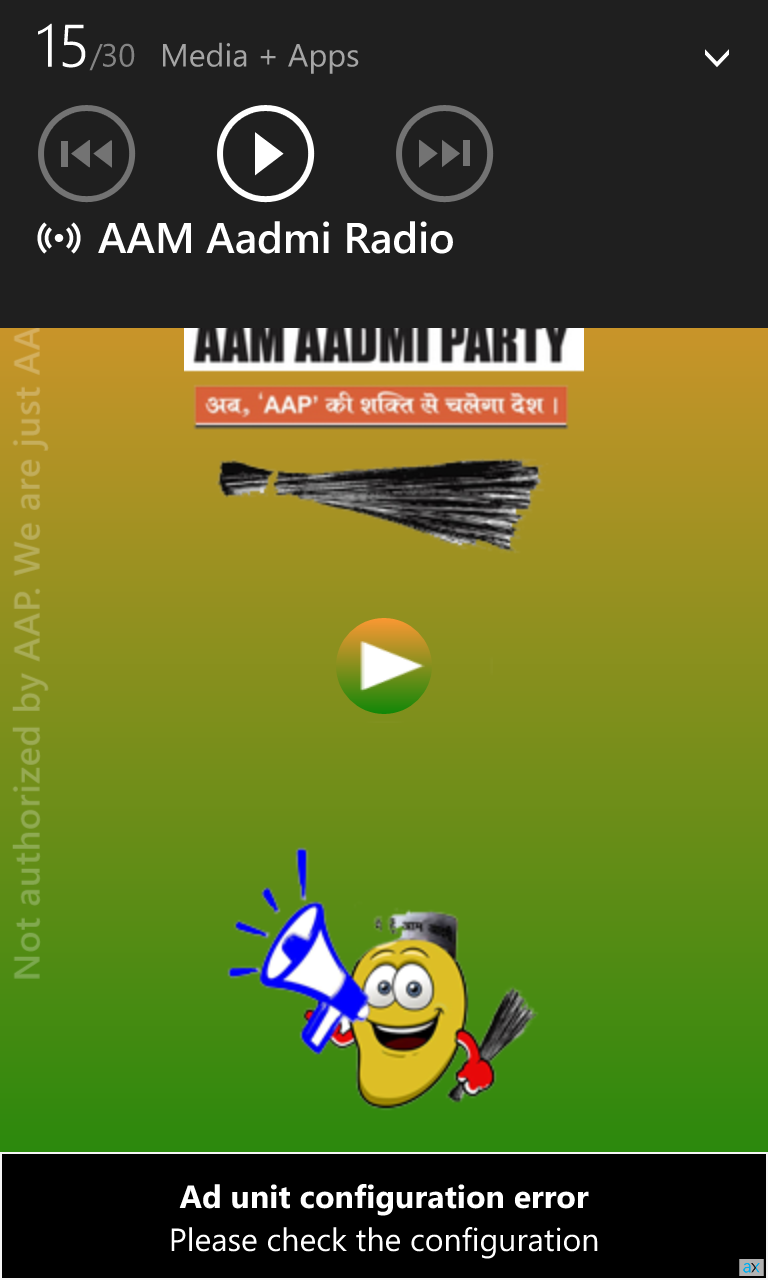 15/30 Media + Apps
AAM Aadmi Radio
AAM AADMI PARTY
अब, 'AAP' की शक्ति से चलेगा देश ।
Not authorized by AAP. We are just AA
Ad unit configuration error
Please check the configuration
ax